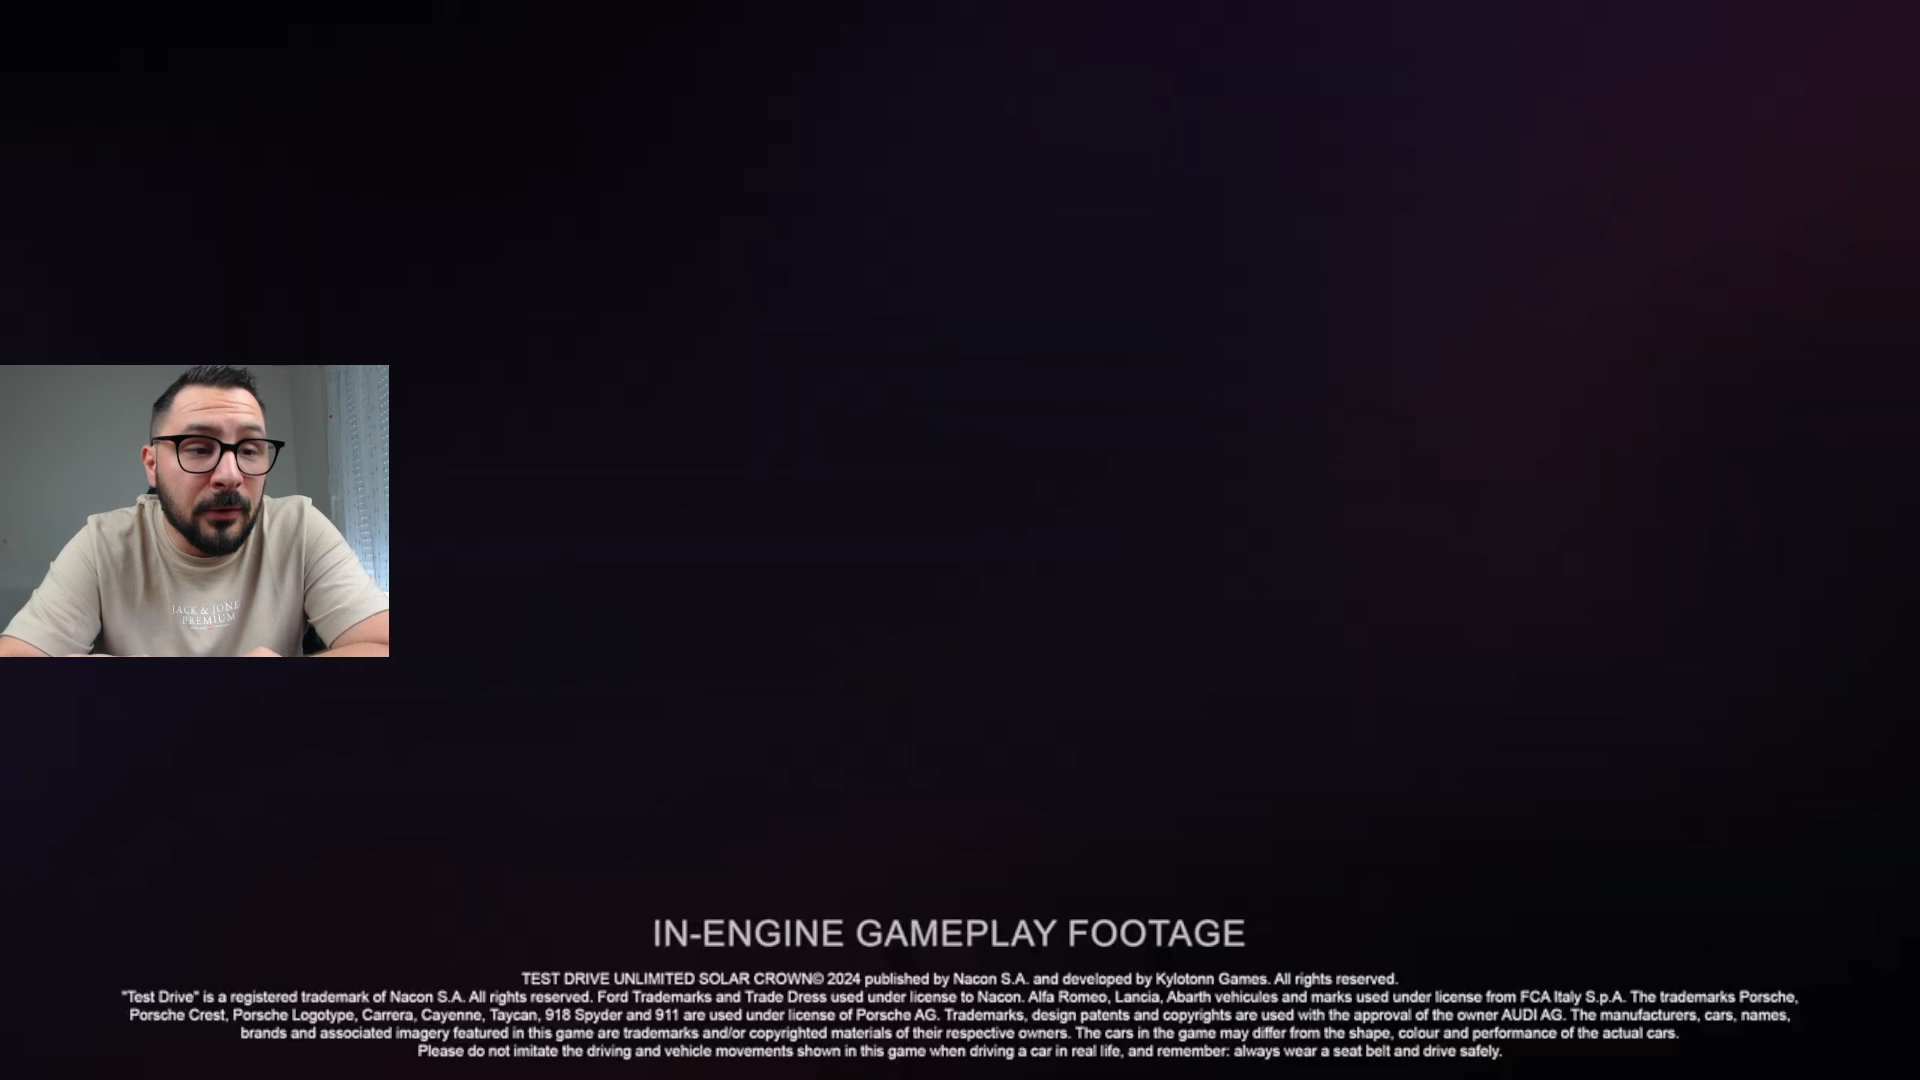 JACK & JONES
PREMIUM
IN-ENGINE GAMEPLAY FOOTAGE
TEST DRIVE UNLIMITED SOLAR CROWN© 2024 published by Nacon S.A. and developed by Kylotonn Games. All rights reserved.
"Test Drive" is a registered trademark of Nacon S.A. All rights reserved. Ford Trademarks and Trade Dress used under license to Nacon. Alfa Romeo, Lancia, Abarth vehicules and marks used under license from FCA Italy S.p.A. The trademarks Porsche,
Porsche Crest, Porsche Logotype, Carrera, Cayenne, Taycan, 918 Spyder and 911 are used under license of Porsche AG. Trademarks, design patents and copyrights are used with the approval of the owner AUDI AG. The manufacturers, cars, names,
brands and associated imagery featured in this game are trademarks and/or copyrighted materials of their respective owners. The cars in the game may differ from the shape, colour and performance of the actual cars.
Please do not imitate the driving and vehicle movements shown in this game when driving a car in real life, and remember: always wear a seat belt and drive safely.